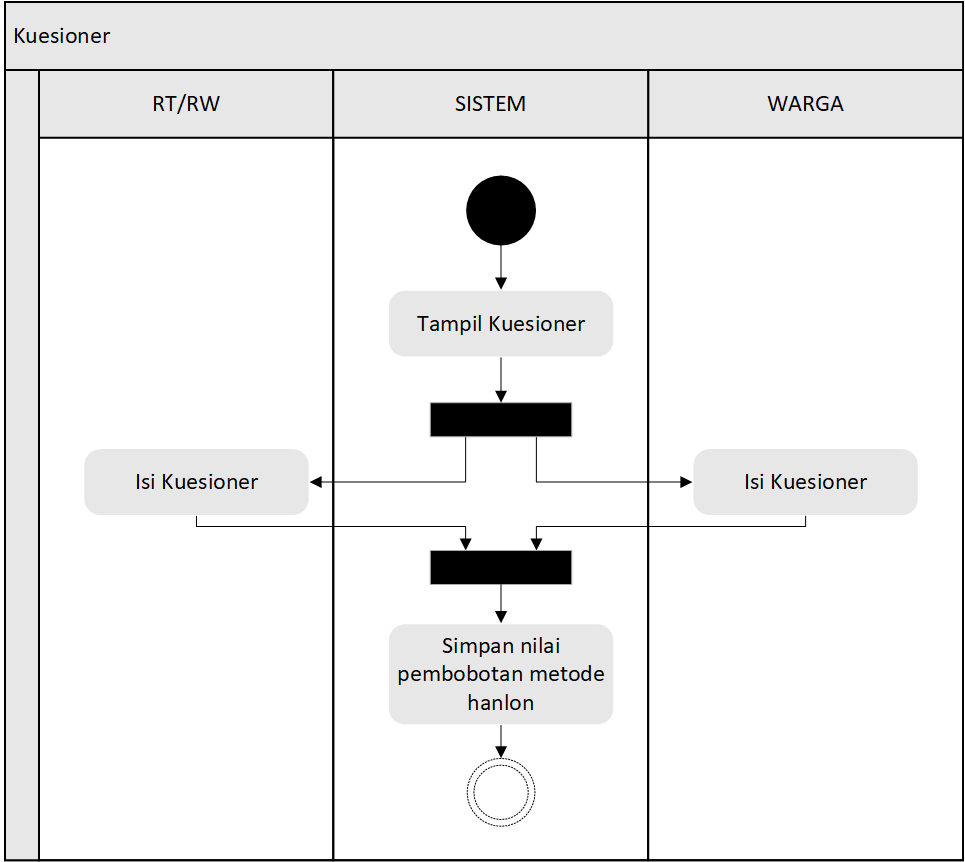 Kuesioner
RT/RW
SISTEM
WARGA
Tampil Kuesioner
Isi Kuesioner
Isi Kuesioner
Simpan nilai
pembobotan metode
hanlon